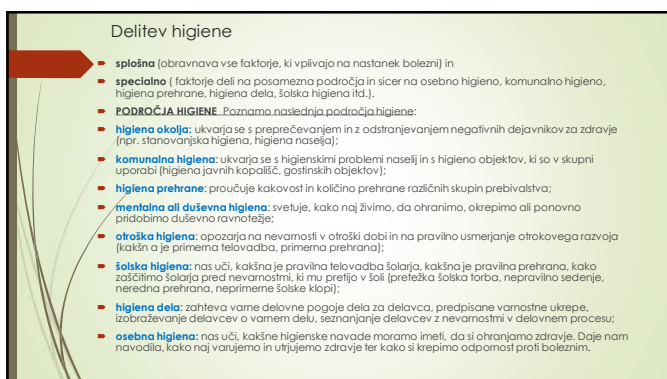 Delitev higiene
splošna (obravnava vse faktorje, ki vplivajo na nastanek bolezni) in
specialno ( faktorje deli na posamezna področja in sicer na osebno higieno, komunalno higieno,
higiena prehrane, higiena dela, šolska higiena itd.).
PODROČJA HIGIENE Poznamo naslednja področja higiene:
higiena okolja: ukvarja se s preprečevanjem in z odstranjevanjem negativnih dejavnikov za zdravje
(npr. stanovanjska higiena, higiena naselja);
komunalna higiena: ukvarja se s higienskimi problemi naselij in s higieno objektov, ki so v skupni
uporabi (higiena javnih kopališč, gostinskih objektov);
higiena prehrane: proučuje kakovost in količino prehrane različnih skupin prebivalstva;
mentalna ali duševna higiena: svetuje, kako naj živimo, da ohranimo, okrepimo ali ponovno
pridobimo duševno ravnotežje;
otroška higiena: opozarja na nevarnosti v otroški dobi in na pravilno usmerjanje otrokovega razvoja
(kakšn a je primerna telovadba, primerna prehrana);
šolska higiena: nas uči, kakšna je pravilna telovadba šolarja, kakšna je pravilna prehrana, kako
zaščitimo šolarja pred nevarnostmi, ki mu pretijo v šoli (pretežka šolska torba, nepravilno sedenje,
neredna prehrana, neprimerne šolske klopi);
higiena dela: zahteva varne delovne pogoje dela za delavca, predpisane varnostne ukrepe,
izobraževanje delavcev o varnem delu, seznanjanje delavcev z nevarnostmi v delovnem procesu;
osebna higiena: nas uči, kakšne higienske navade moramo imeti, da si ohranjamo zdravje. Daje nam
navodila, kako naj varujemo in utrjujemo zdravje ter kako si krepimo odpornost proti boleznim.